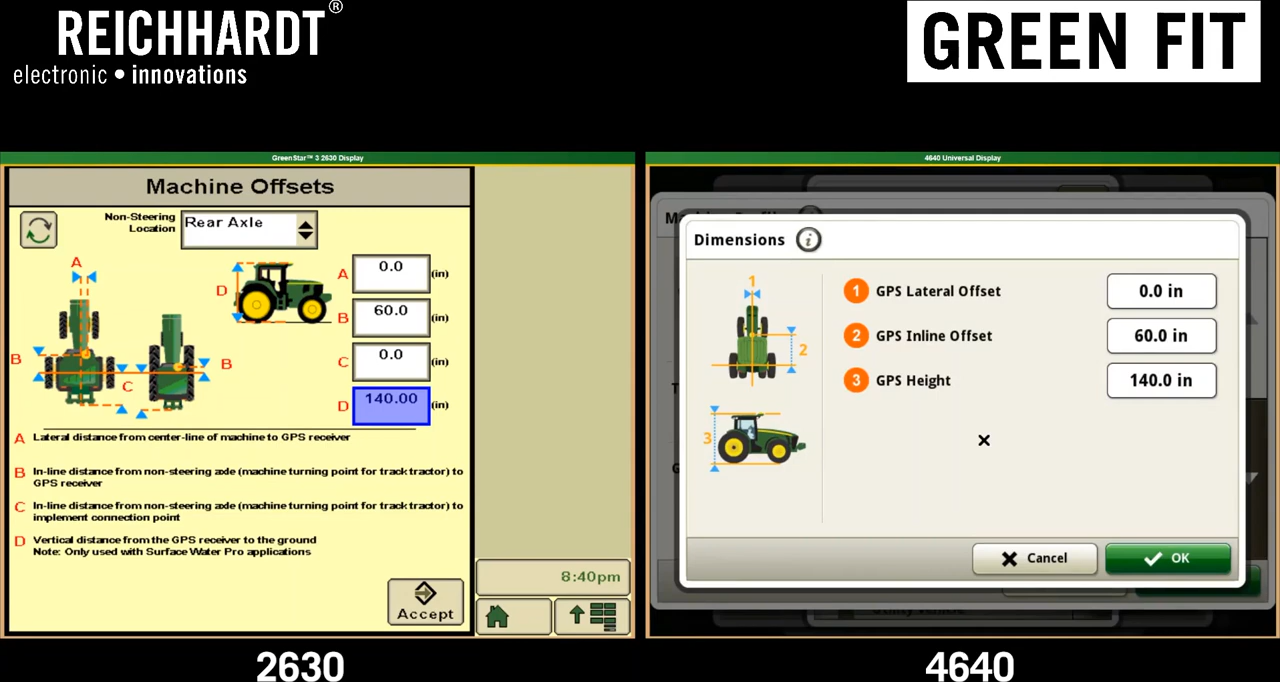 REICHHARDT®
electronic • innovations
GREEN FIT
GreenStar™ 3 2630 Display
Machine Offsets
Non-Steering
Location
Rear Axle
A
D
B
C
B
A 0.0 (in)
B 60.0 (in)
C 0.0 (in)
D 140.00 (in)
A Lateral distance from center-line of machine to GPS receiver
B In-line distance from non-steering axle (machine turning point for track tractor) to
GPS receiver
C In-line distance from non-steering axle (machine turning point for track tractor) to
implement connection point
D Vertical distance from the GPS receiver to the ground
Note: Only used with Surface Water Pro applications
Accept
8:40pm
2630
4640 Universal Display
Dimensions
1
2
3
1 GPS Lateral Offset 0.0 in
2 GPS Inline Offset 60.0 in
3 GPS Height 140.0 in
Cancel
OK
4640